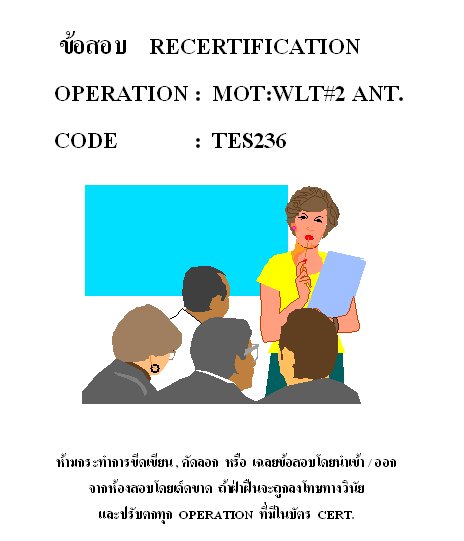 ข้อสอบ RECERTIFICATION
OPERATION : MOT:WLT#2 ANT.
CODE : TES236
ห้ามกระทำการขีดเขียน , คัดลอก หรือ เฉลยข้อสอบโดยนำเข้า / ออก
จากห้องสอบโดยเด็ดขาด ถ้าฝ่าฝืนจะถูกลงโทษทางวินัย
และปรับตกทุก OPERATION ที่มีในบัตร CERT.